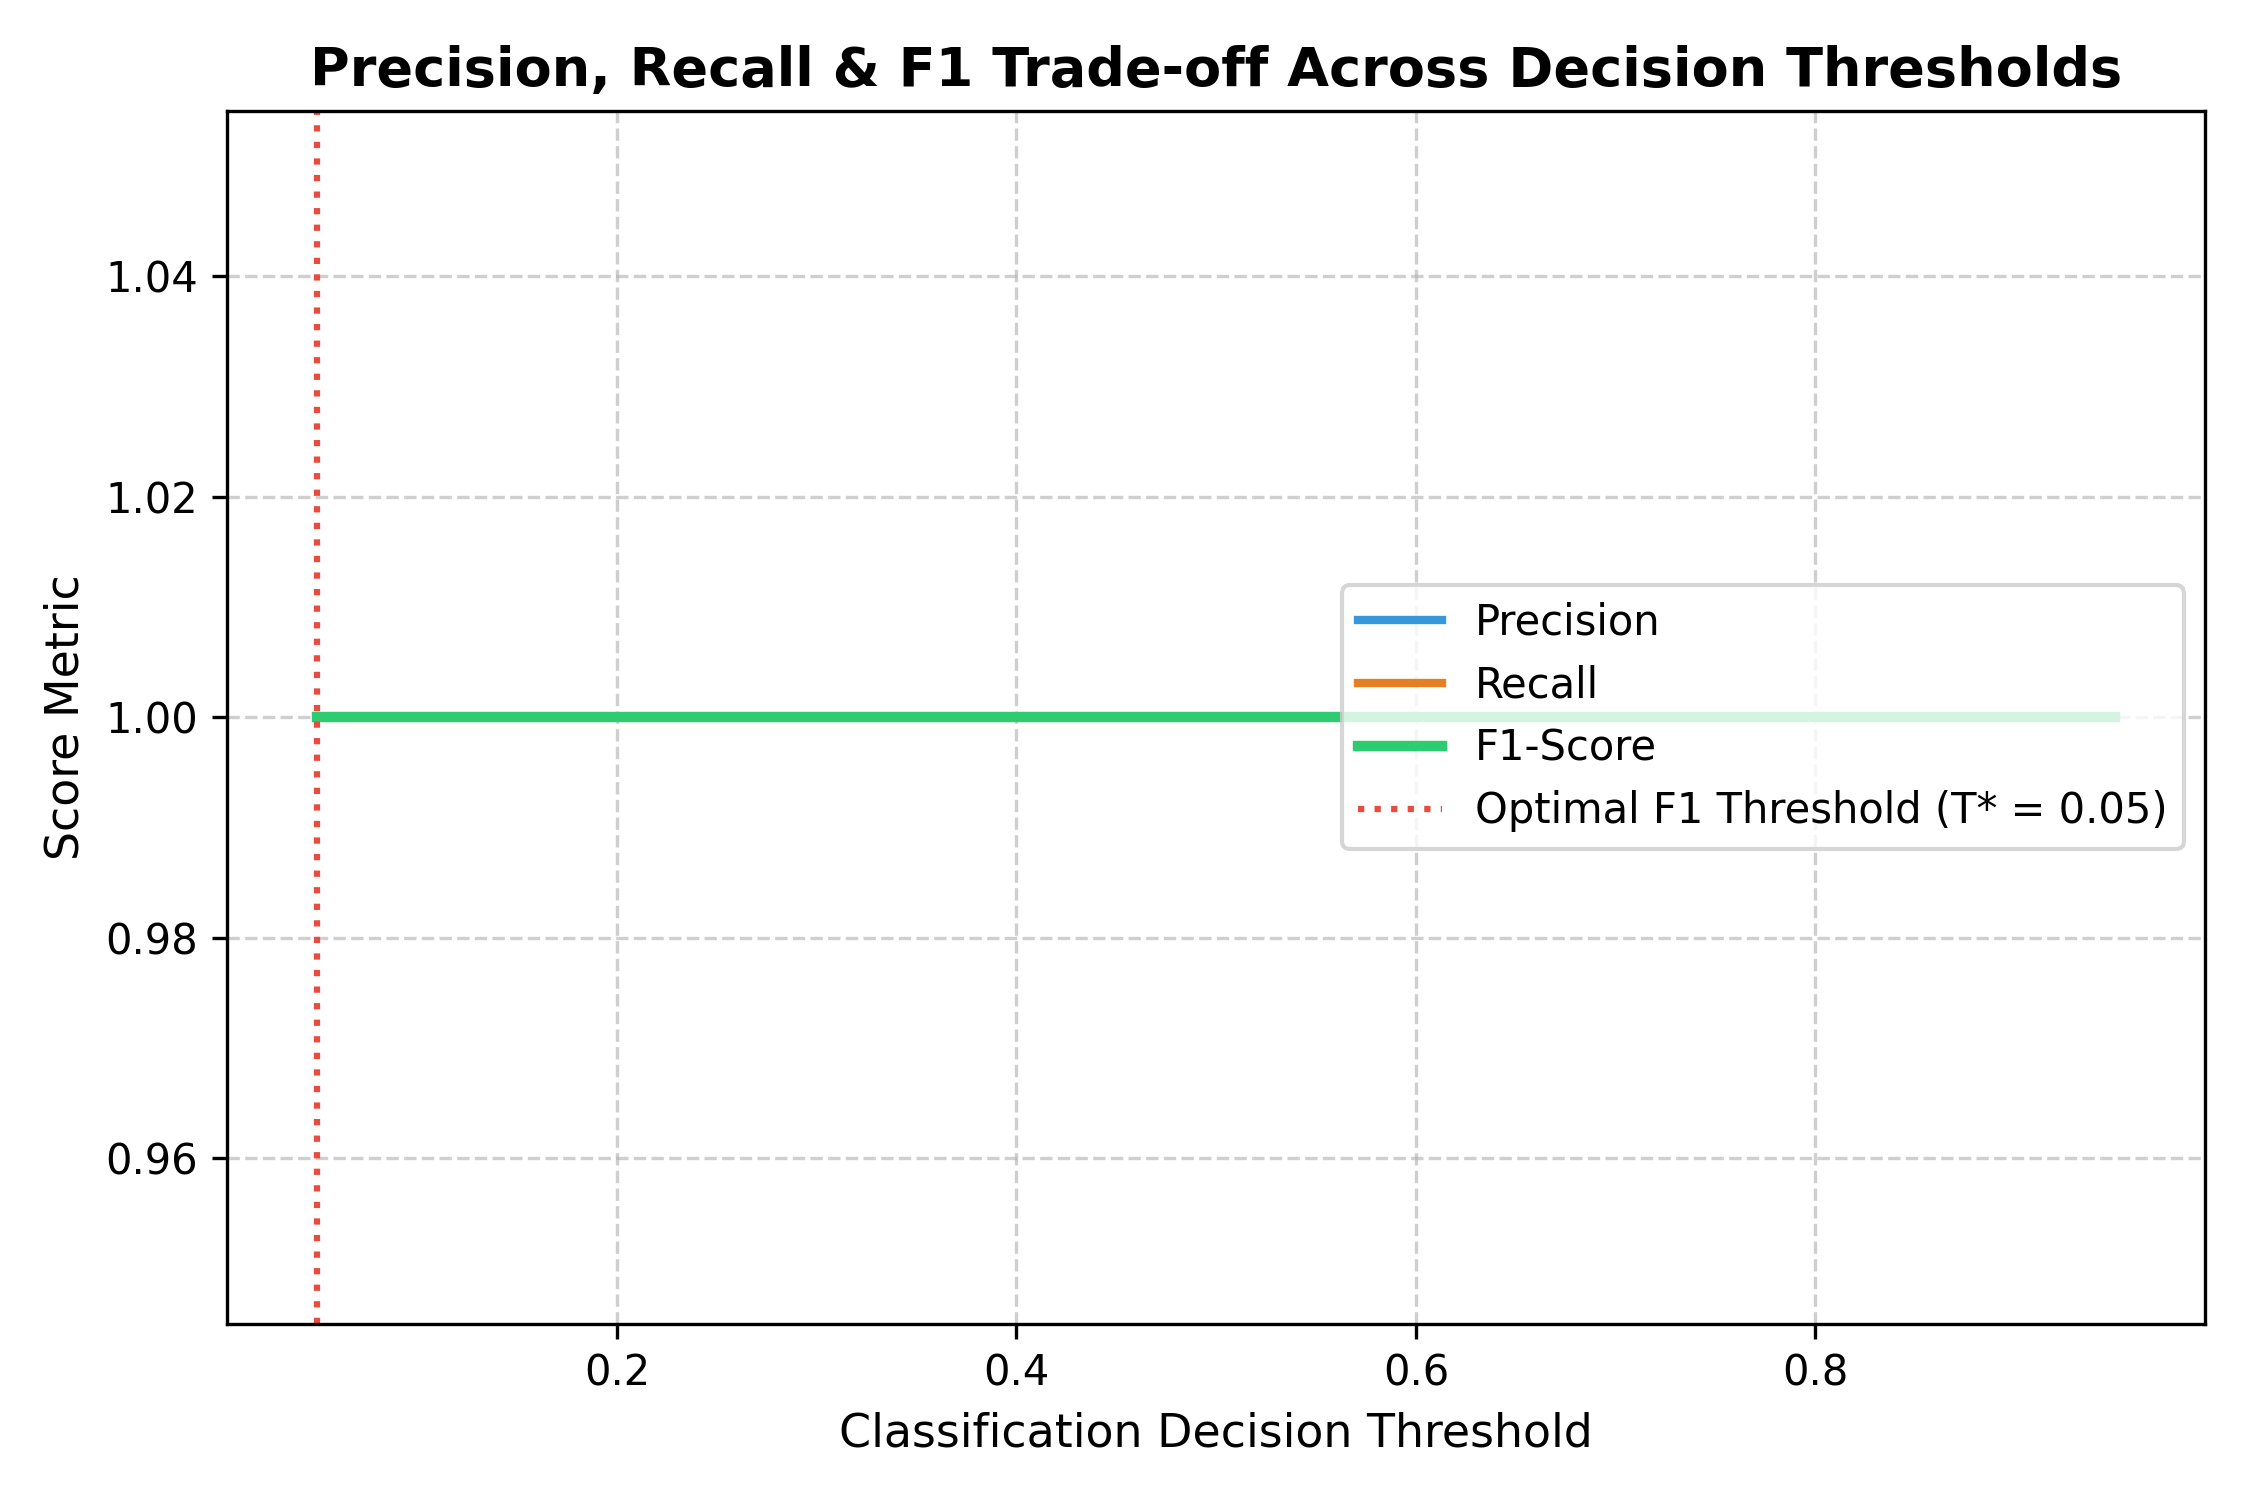 Precision, Recall & F1 Trade-off Across Decision Thresholds
Score Metric
1.04
1.02
1.00
0.98
0.96
Precision
Recall
F1-Score
Optimal F1 Threshold (T* = 0.05)
0.2
0.4
0.6
0.8
Classification Decision Threshold